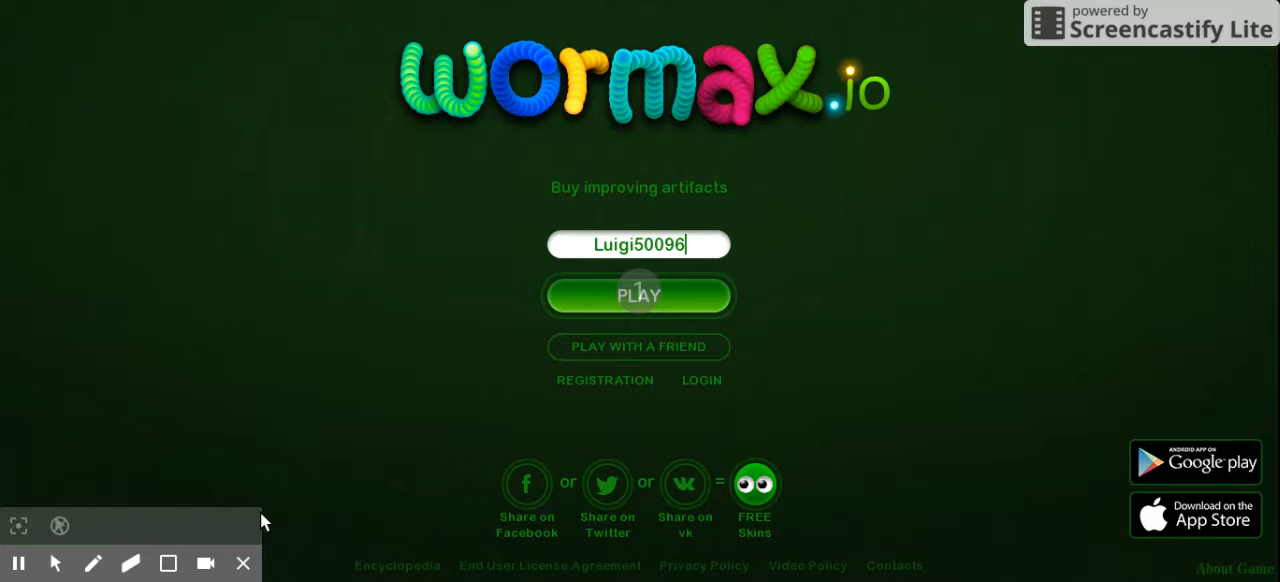 powered by
Screencastify Lite
wormax.io
Buy improving artifacts
Luigi50096
PLAY
1
PLAY WITH A FRIEND
REGISTRATION LOGIN
or or =
Share on Facebook
Share on Twitter
Share on vk
FREE Skins
ANDROID APP ON
Google play
Download on the
App Store
Encyclopedia End User License Agreement Privacy Policy Video Policy Contacts
About Game